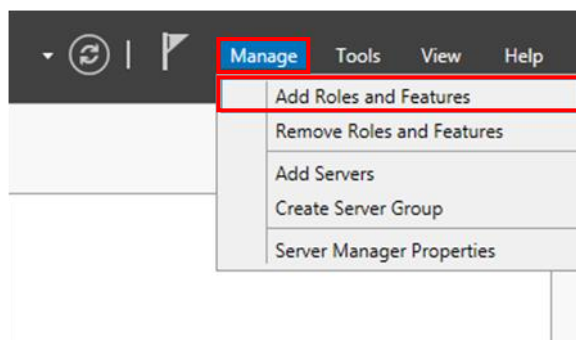 Manage Tools View Help
Add Roles and Features
Remove Roles and Features
Add Servers
Create Server Group
Server Manager Properties